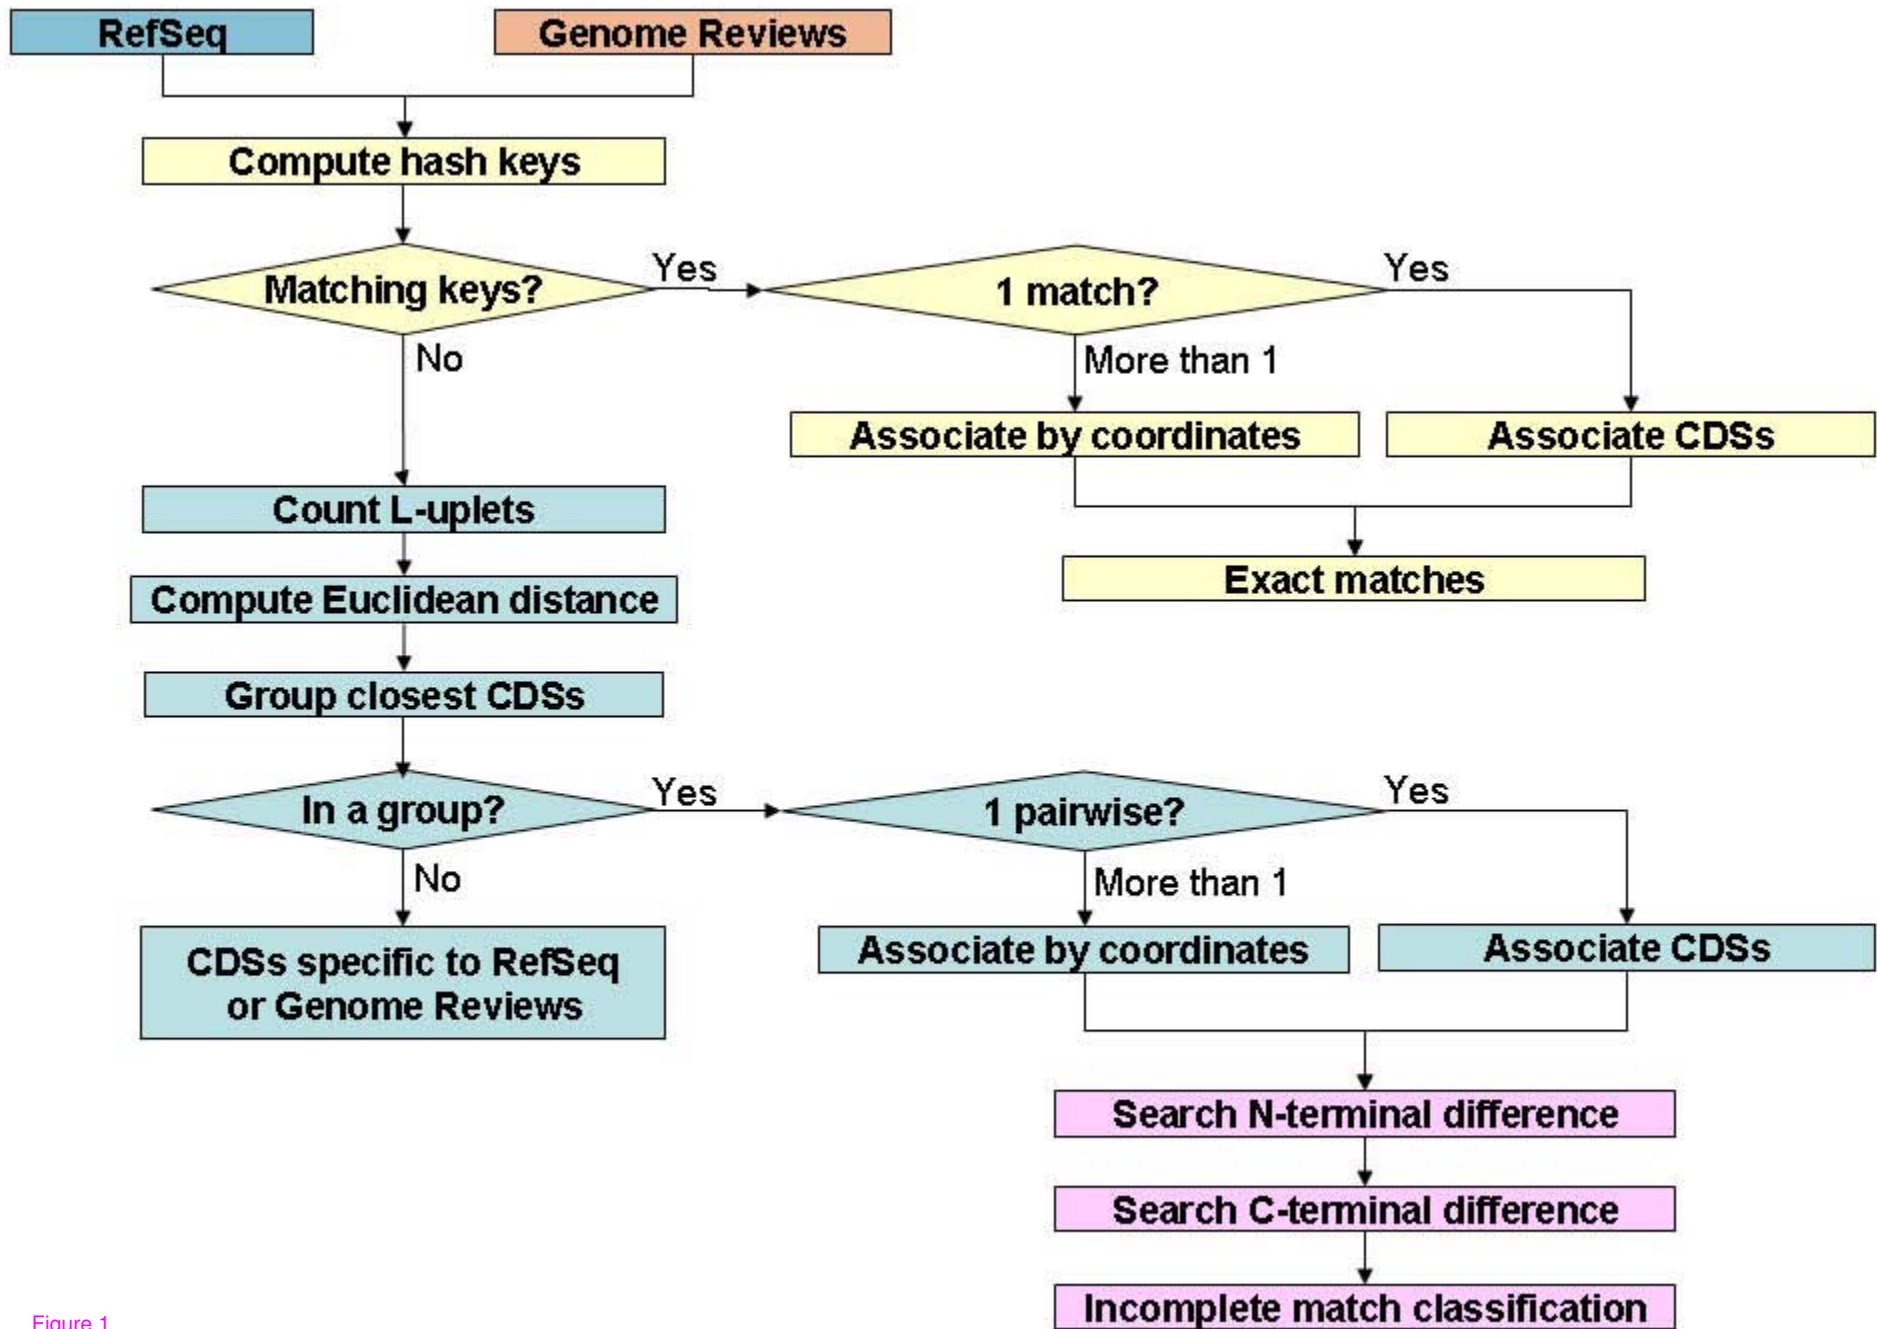 RefSeq
Genome Reviews
Compute hash keys
Matching keys?
Yes
1 match?
Yes
No
More than 1
Associate by coordinates
Associate CDSs
Count L-uplets
Exact matches
Compute Euclidean distance
Group closest CDSs
In a group?
Yes
1 pairwise?
Yes
No
More than 1
CDSs specific to RefSeq
or Genome Reviews
Associate by coordinates
Associate CDSs
Search N-terminal difference
Search C-terminal difference
Incomplete match classification
Figure 1